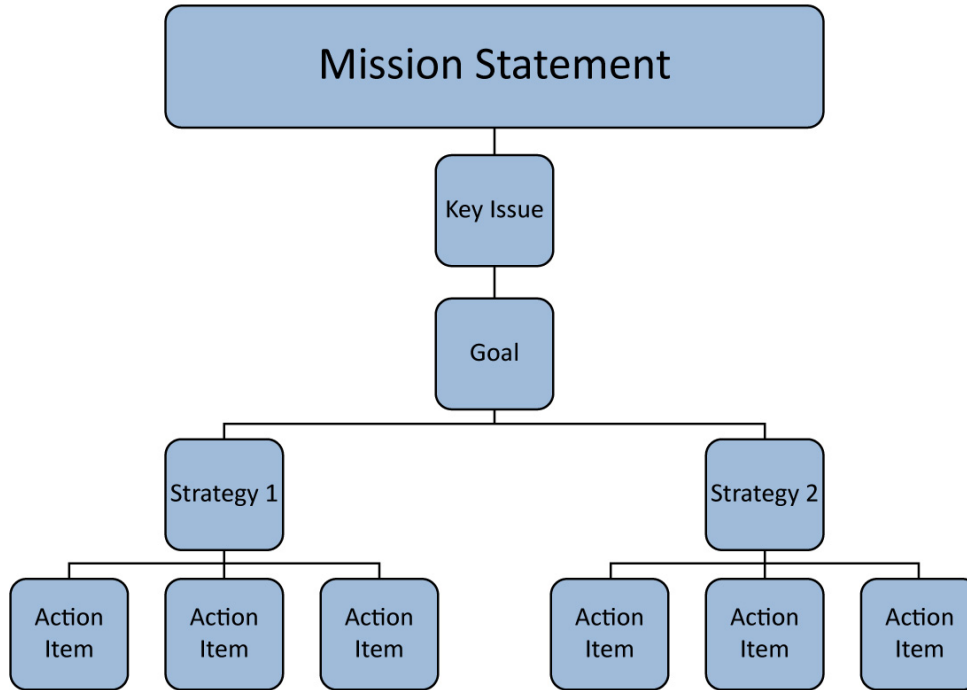 Mission Statement
Key Issue
Goal
Strategy 1
Strategy 2
Action
Item
Action
Item
Action
Item
Action
Item
Action
Item
Action
Item